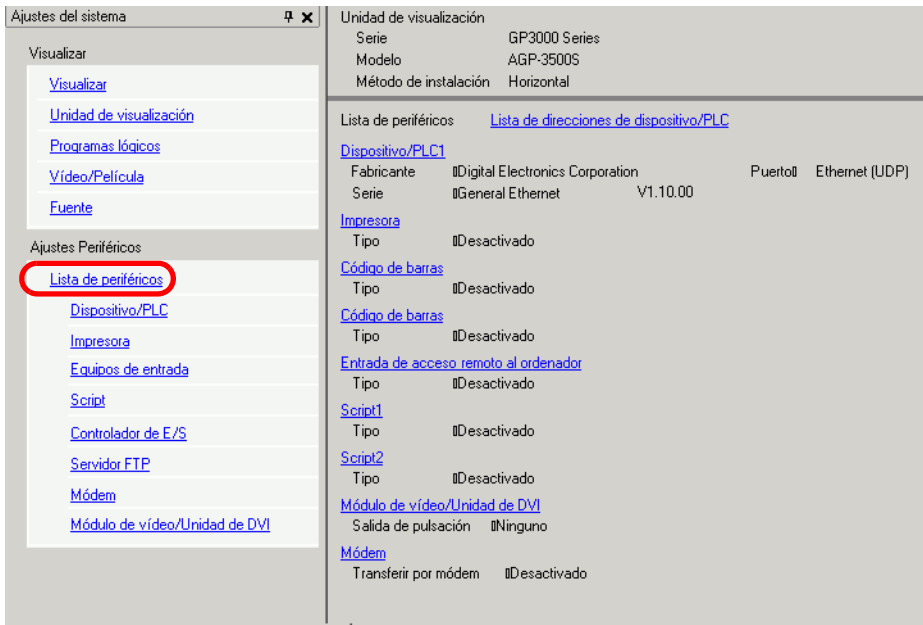 Ajustes del sistema
Visualizar
Visualizar
Unidad de visualización
Programas lógicos
Vídeo/Película
Fuente
Ajustes Periféricos
Lista de periféricos
Dispositivo/PLC
Impresora
Equipos de entrada
Script
Controlador de E/S
Servidor FTP
Módem
Módulo de vídeo/Unidad de DVI
Unidad de visualización
Serie GP3000 Series
Modelo AGP-3500S
Método de instalación Horizontal
Lista de periféricos Lista de direcciones de dispositivo/PLC
Dispositivo/PLC1
Fabricante Digital Electronics Corporation Puerto Ethernet (UDP)
Serie General Ethernet V1.10.00
Impresora
Tipo Desactivado
Código de barras
Tipo Desactivado
Código de barras
Tipo Desactivado
Entrada de acceso remoto al ordenador
Tipo Desactivado
Script1
Tipo Desactivado
Script2
Tipo Desactivado
Módulo de vídeo/Unidad de DVI
Salida de pulsación Ninguno
Módem
Transferir por módem Desactivado